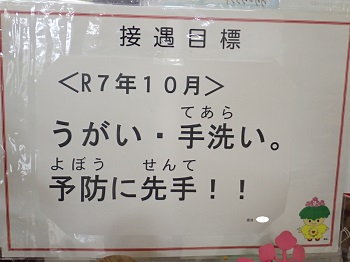 接遇目標
＜R7年10月＞
てあら
うがい・手洗い。
よぼう せんて
予防に先手！！